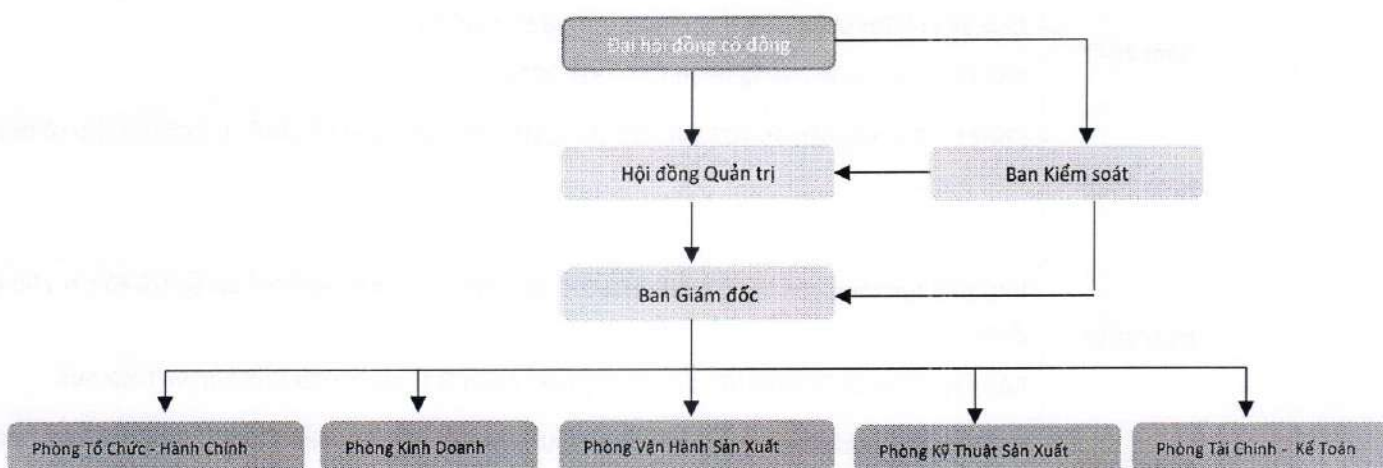 Đại hội đồng cổ đông
Hội đồng Quản trị
Ban Kiểm soát
Ban Giám đốc
Phòng Tổ Chức - Hành Chính
Phòng Kinh Doanh
Phòng Vận Hành Sản Xuất
Phòng Kỹ Thuật Sản Xuất
Phòng Tài Chính - Kế Toán